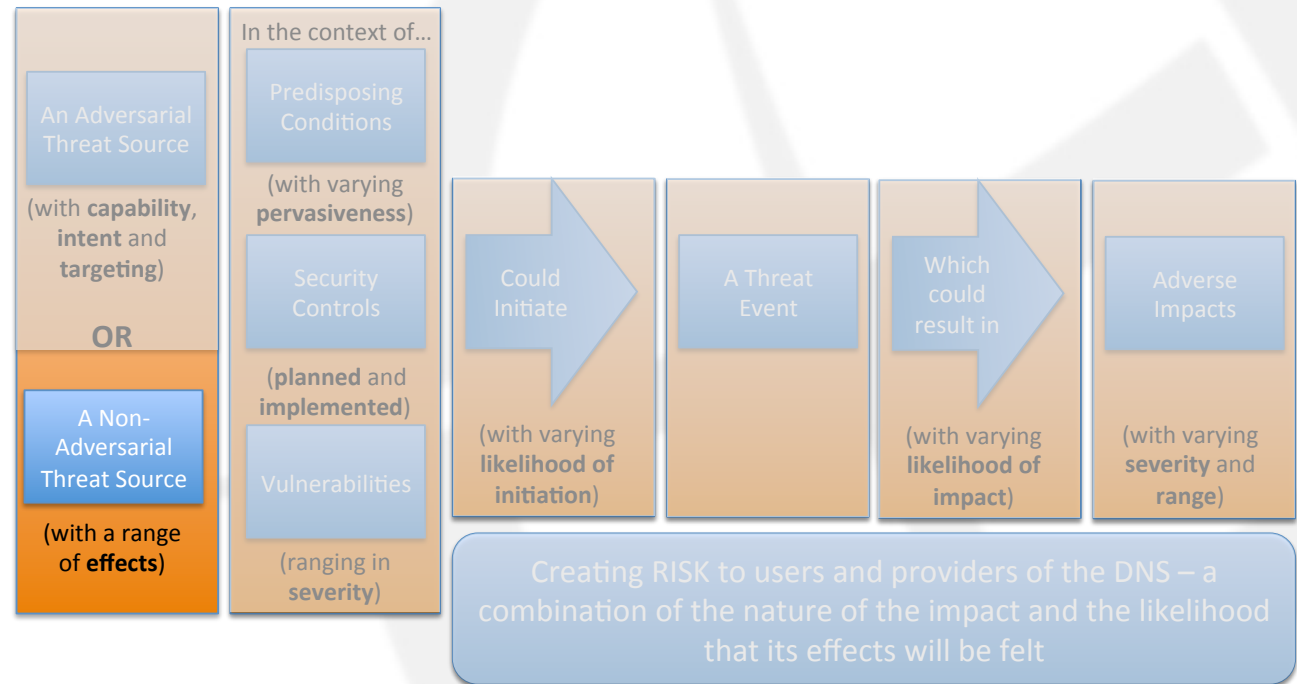 An Adversarial
Threat Source
(with capability,
intent and
targeting)
OR
A Non-
Adversarial
Threat Source
(with a range
of effects)
In the context of...
Predisposing
Conditions
(with varying
pervasiveness)
Security
Controls
(planned and
implemented)
Vulnerabilities
(ranging in
severity)
Could
Initiate
(with varying
likelihood of
initiation)
A Threat
Event
Which
could
result in
(with varying
likelihood of
impact)
Adverse
Impacts
(with varying
severity and
range)
Creating RISK to users and providers of the DNS – a
combination of the nature of the impact and the likelihood
that its effects will be felt